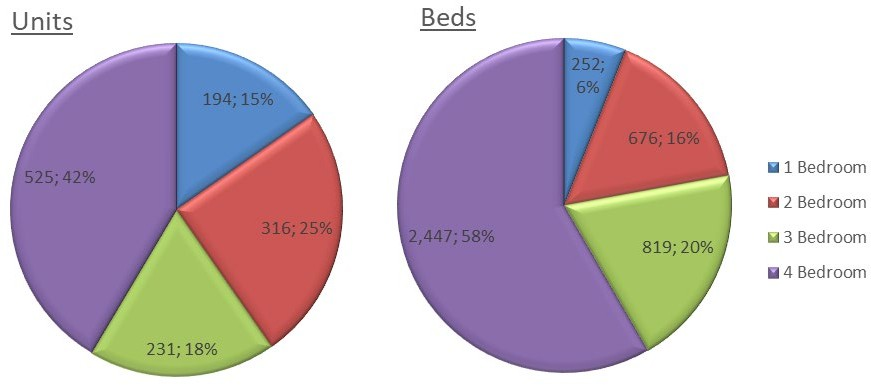 Units
Beds
194; 15%
316; 25%
231; 18%
525; 42%
252;
6%
676; 16%
819; 20%
2,447; 58%
1 Bedroom
2 Bedroom
3 Bedroom
4 Bedroom